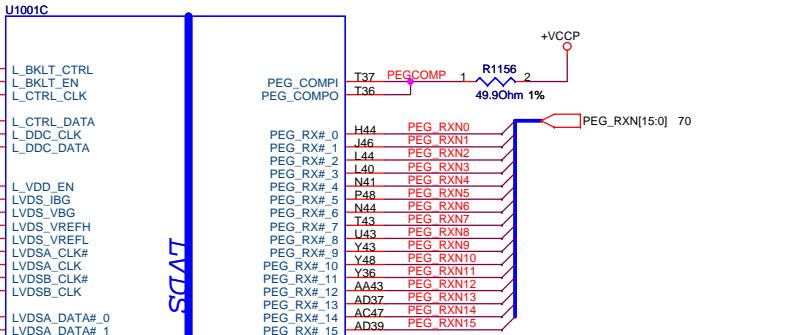 U1001C
+VCCP
L_BKLT_CTRL
L_BKLT_EN
L_CTRL_CLK
L_CTRL_DATA
L_DDC_CLK
L_DDC_DATA
L_VDD_EN
LVDS_IBG
LVDS_VBG
LVDS_VREFH
LVDS_VREFL
LVDSA_CLK#
LVDSA_CLK
LVDSB_CLK#
LVDSB_CLK
LVDSA_DATA#_0
LVDSA_DATA#_1
LVDS
PEG_COMPI T37 PEGCOMP 1 R1156 2
PEG_COMPO T36 49.9Ohm 1%
PEG_RX#_0 H44 PEG_RXN0
PEG_RX#_1 J46 PEG_RXN1
PEG_RX#_2 L44 PEG_RXN2
PEG_RX#_3 L40 PEG_RXN3
PEG_RX#_4 N41 PEG_RXN4
PEG_RX#_5 P48 PEG_RXN5
PEG_RX#_6 N44 PEG_RXN6
PEG_RX#_7 T43 PEG_RXN7
PEG_RX#_8 U43 PEG_RXN8
PEG_RX#_9 Y43 PEG_RXN9
PEG_RX#_10 Y48 PEG_RXN10
PEG_RX#_11 Y36 PEG_RXN11
PEG_RX#_12 AA43 PEG_RXN12
PEG_RX#_13 AD37 PEG_RXN13
PEG_RX#_14 AC47 PEG_RXN14
PEG_RX#_15 AD39 PEG_RXN15
PEG_RXN[15:0] 70